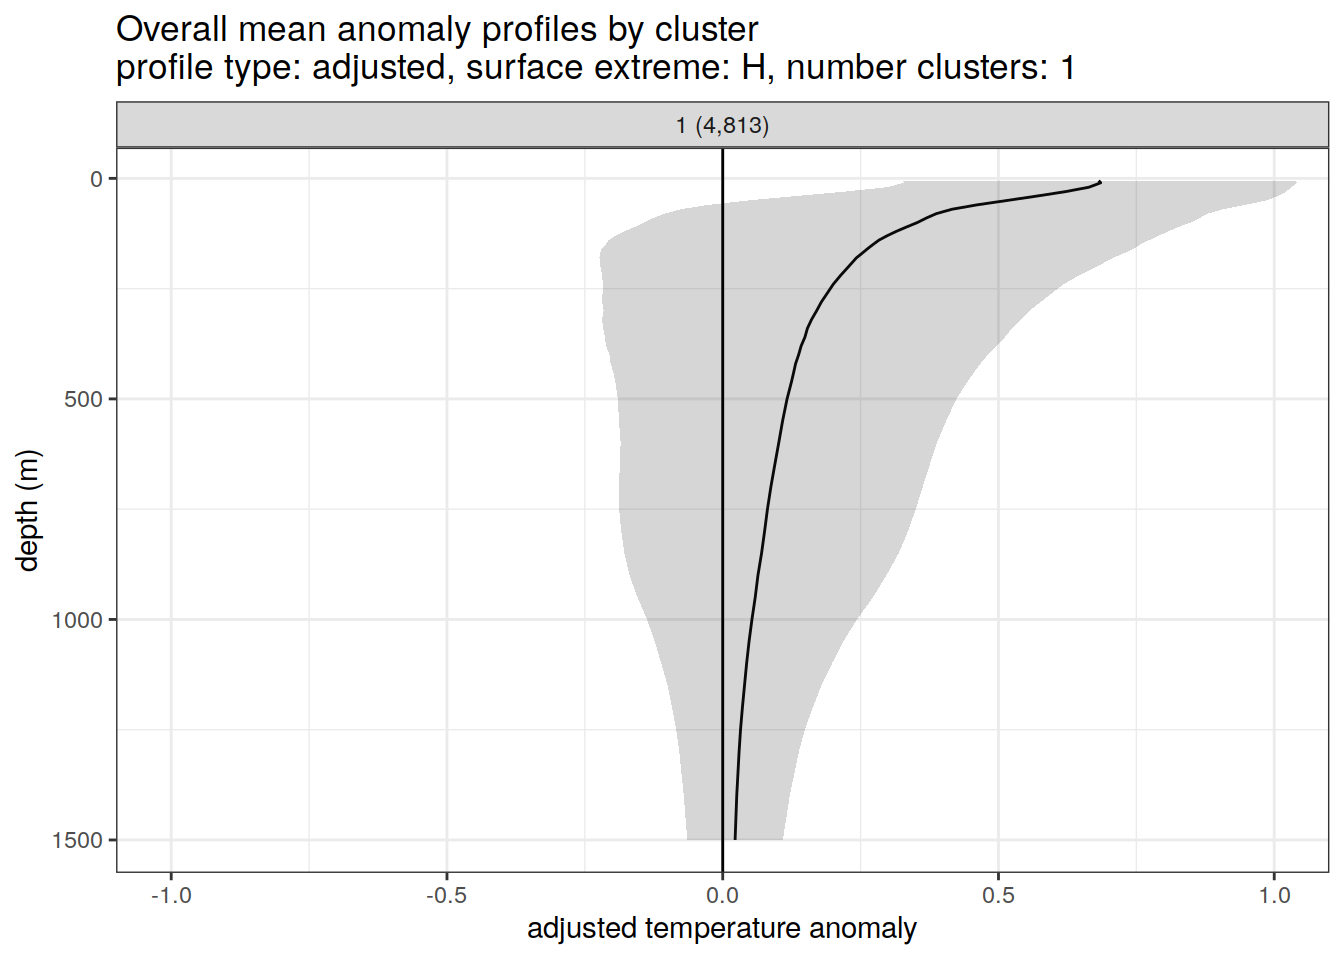 Overall mean anomaly profiles by cluster
profile type: adjusted, surface extreme: H, number clusters: 1
1 (4,813)
0
500
1000
1500
depth (m)
-1.0 -0.5 0.0 0.5 1.0
adjusted temperature anomaly